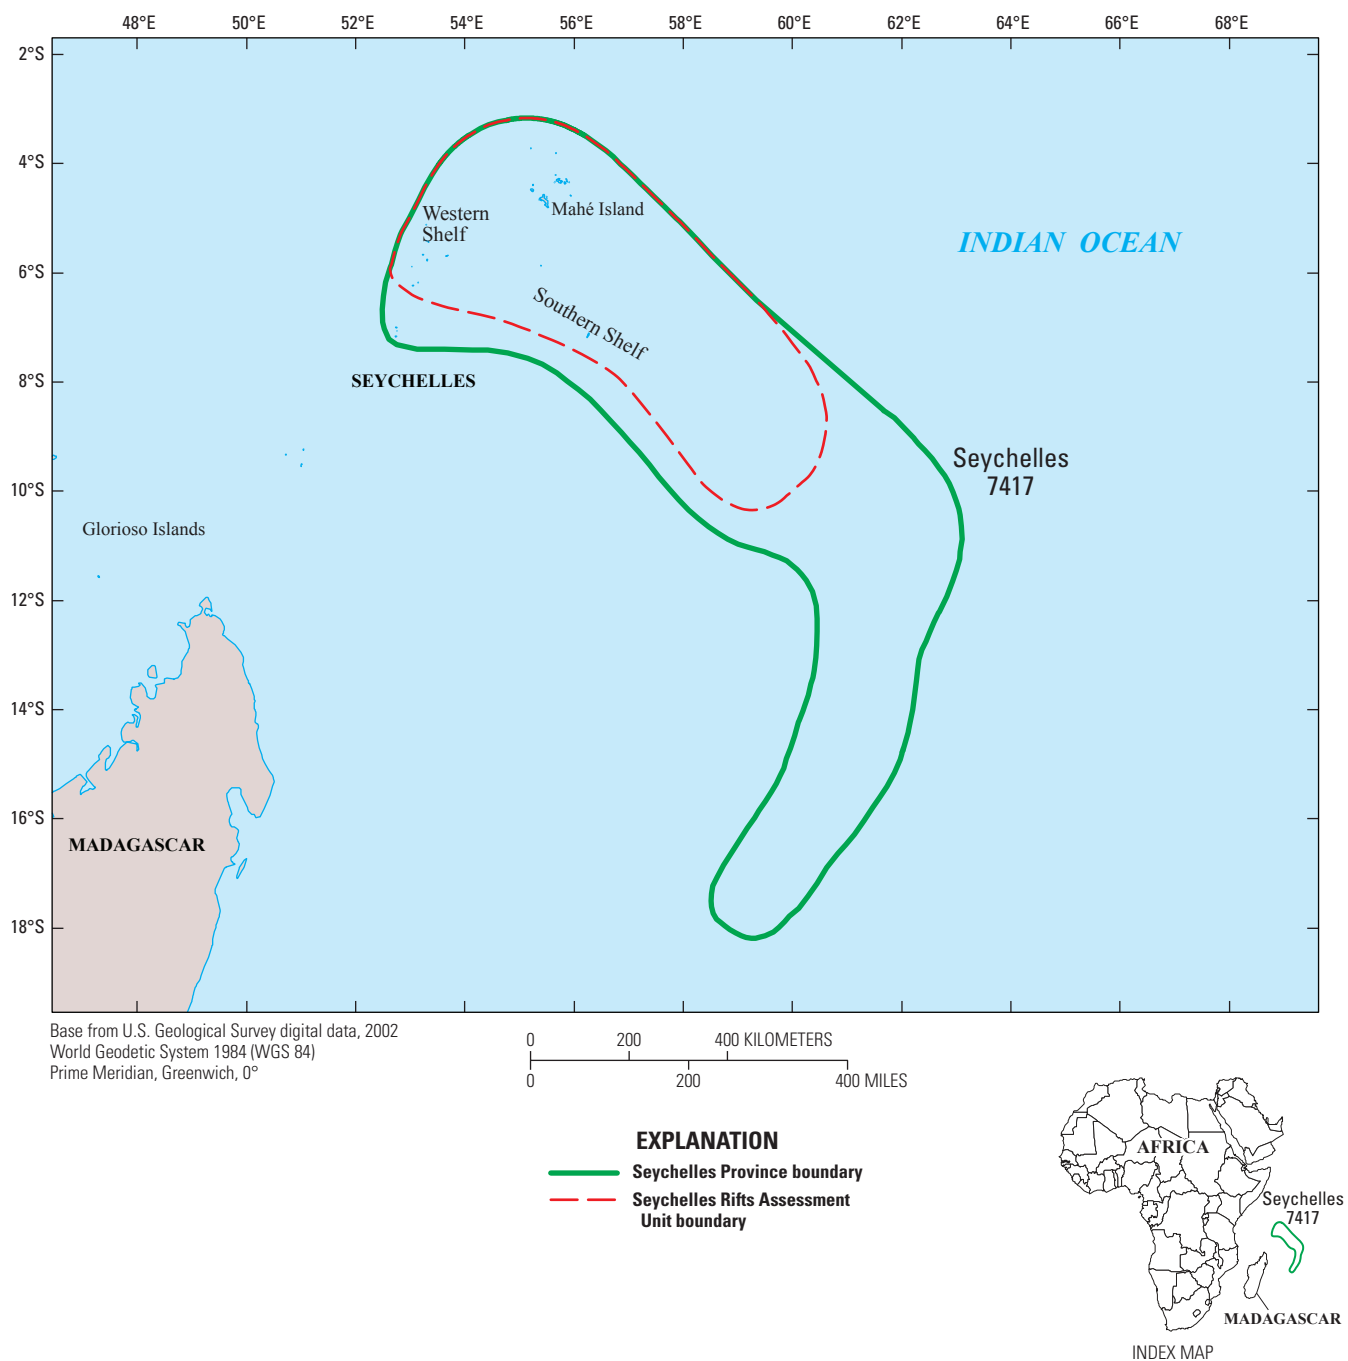 48°E 50°E 52°E 54°E 56°E 58°E 60°E 62°E 64°E 66°E 68°E
2°S
4°S
6°S
8°S
10°S
12°S
14°S
16°S
18°S
Western
Shelf
Mahé Island
INDIAN OCEAN
Southern Shelf
SEYCHELLES
Seychelles
7417
Glorioso Islands
MADAGASCAR
Base from U.S. Geological Survey digital data, 2002
World Geodetic System 1984 (WGS 84)
Prime Meridian, Greenwich, 0°
0 200 400 KILOMETERS
0 200 400 MILES
EXPLANATION
Seychelles Province boundary
Seychelles Rifts Assessment
Unit boundary
AFRICA
Seychelles
7417
MADAGASCAR
INDEX MAP